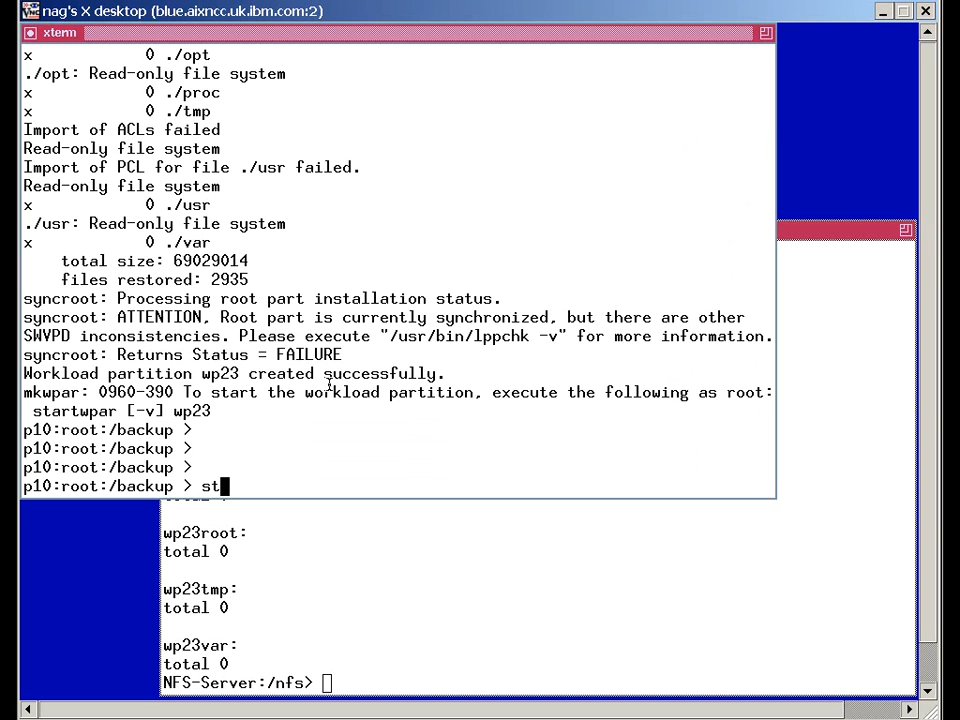 nag's X desktop (blue.aixncc.uk.ibm.com:2)
xterm
x 0 ./opt
./opt: Read-only file system
x 0 ./proc
x 0 ./tmp
Import of ACLs failed
Read-only file system
Import of PCL for file ./usr failed.
Read-only file system
x 0 ./usr
./usr: Read-only file system
x 0 ./var
total size: 69029014
files restored: 2935
syncroot: Processing root part installation status.
syncroot: ATTENTION, Root part is currently synchronized, but there are other
SWVPD inconsistencies. Please execute "/usr/bin/lppchk -v" for more information.
syncroot: Returns Status = FAILURE
Workload partition wp23 created successfully.
mkwpar: 0960-390 To start the workload partition, execute the following as root:
startwpar [-v] wp23
p10:root:/backup >
p10:root:/backup >
p10:root:/backup >
p10:root:/backup > st
wp23root:
total 0
wp23tmp:
total 0
wp23var:
total 0
NFS-Server:/nfs>